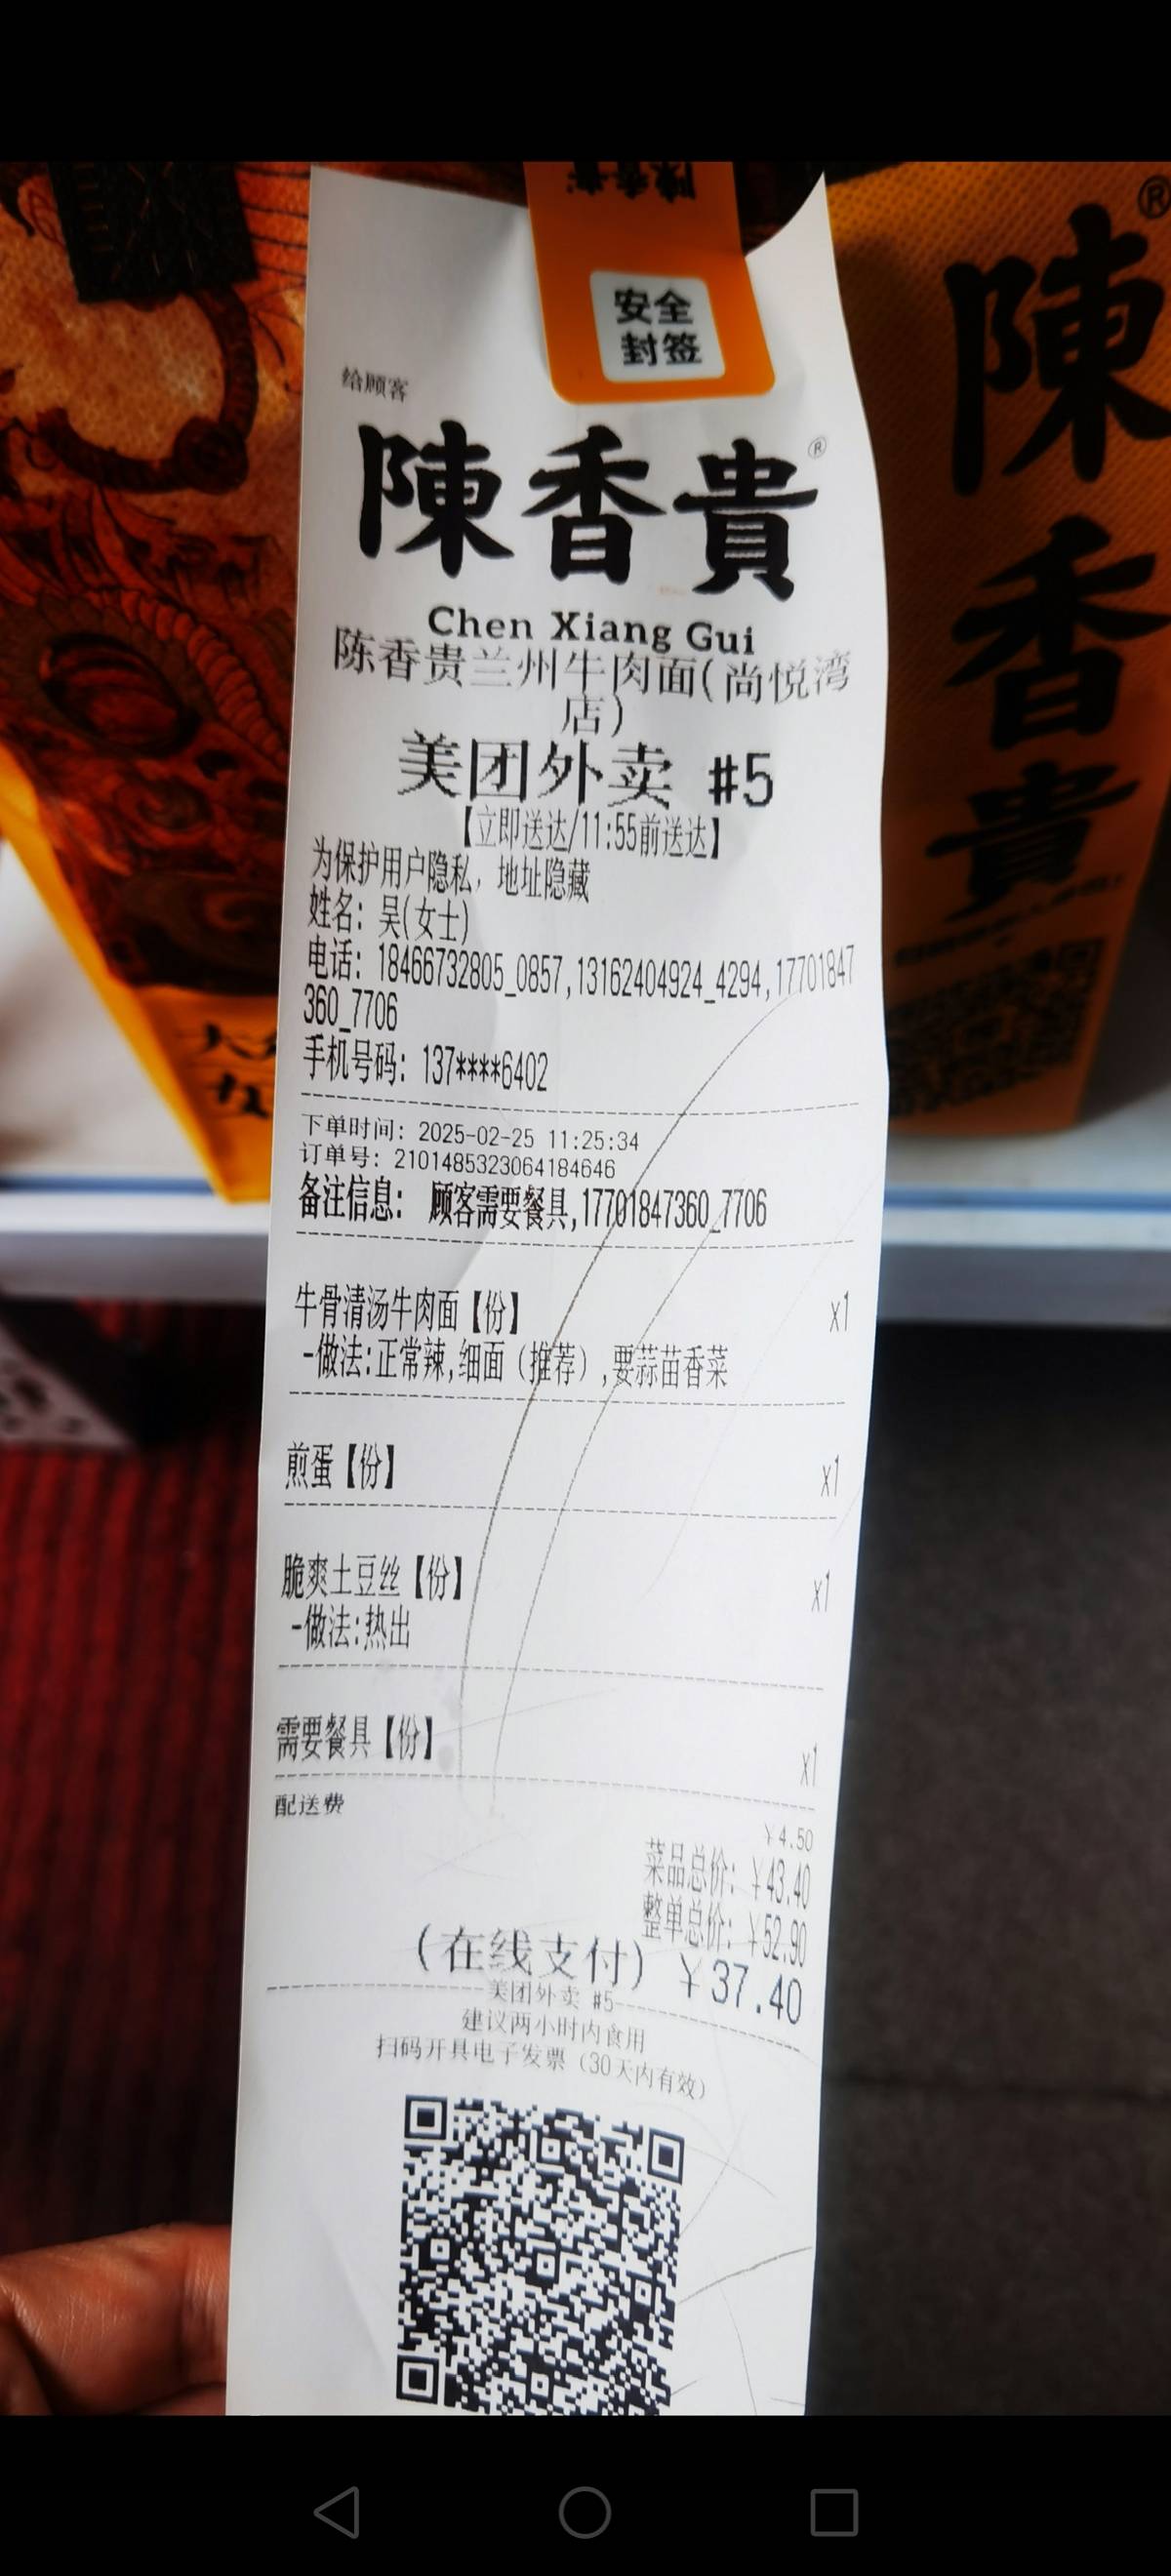 安全
封签
给顾客
陳香貴®
Chen Xiang Gui
陈香贵兰州牛肉面(尚悦湾
店)
美团外卖 #5
【立即送达/11:55前送达】
为保护用户隐私，地址隐藏
姓名: 吴(女士)
电话: 18466732805_0857,13162404924_4294,17701847
360_7706
手机号码: 137****6402
下单时间: 2025-02-25 11:25:34
订单号: 2101485323064184646
备注信息: 顾客需要餐具,17701847360_7706
牛骨清汤牛肉面【份】 x1
-做法:正常辣,细面（推荐）,要蒜苗香菜
煎蛋【份】 x1
脆爽土豆丝【份】 x1
-做法:热出
需要餐具【份】 x1
配送费 ￥4.50
菜品总价: ￥43.40
整单总价: ￥52.90
(在线支付) ￥37.40
美团外卖 #5
建议两小时内食用
扫码开具电子发票（30天内有效）
陳香貴®